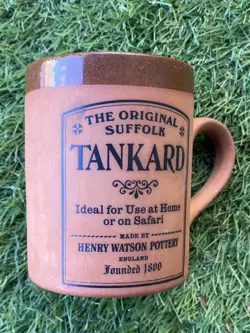 THE ORIGINAL
SUFFOLK
TANKARD
Ideal for Use at Home
or on Safari
MADE BY
HENRY WATSON POTTERY
ENGLAND
Founded 1800